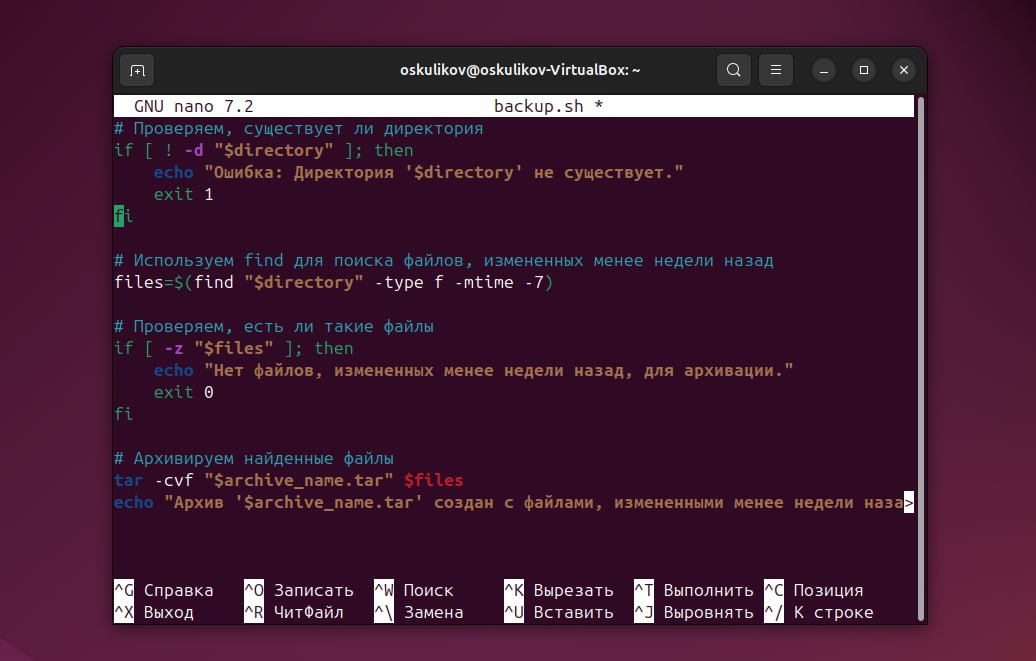 oskulikov@oskulikov-VirtualBox: ~
GNU nano 7.2 backup.sh *
# Проверяем, существует ли директория
if [ ! -d "$directory" ]; then
    echo "Ошибка: Директория '$directory' не существует."
    exit 1
fi
# Используем find для поиска файлов, измененных менее недели назад
files=$(find "$directory" -type f -mtime -7)
# Проверяем, есть ли такие файлы
if [ -z "$files" ]; then
    echo "Нет файлов, измененных менее недели назад, для архивации."
    exit 0
fi
# Архивируем найденные файлы
tar -cvf "$archive_name.tar" $files
echo "Архив '$archive_name.tar' создан с файлами, измененными менее недели наза>
^G Справка ^O Записать ^W Поиск ^K Вырезать ^T Выполнить ^C Позиция
^X Выход ^R ЧитФайл ^\ Замена ^U Вставить ^J Выровнять ^/ К строке